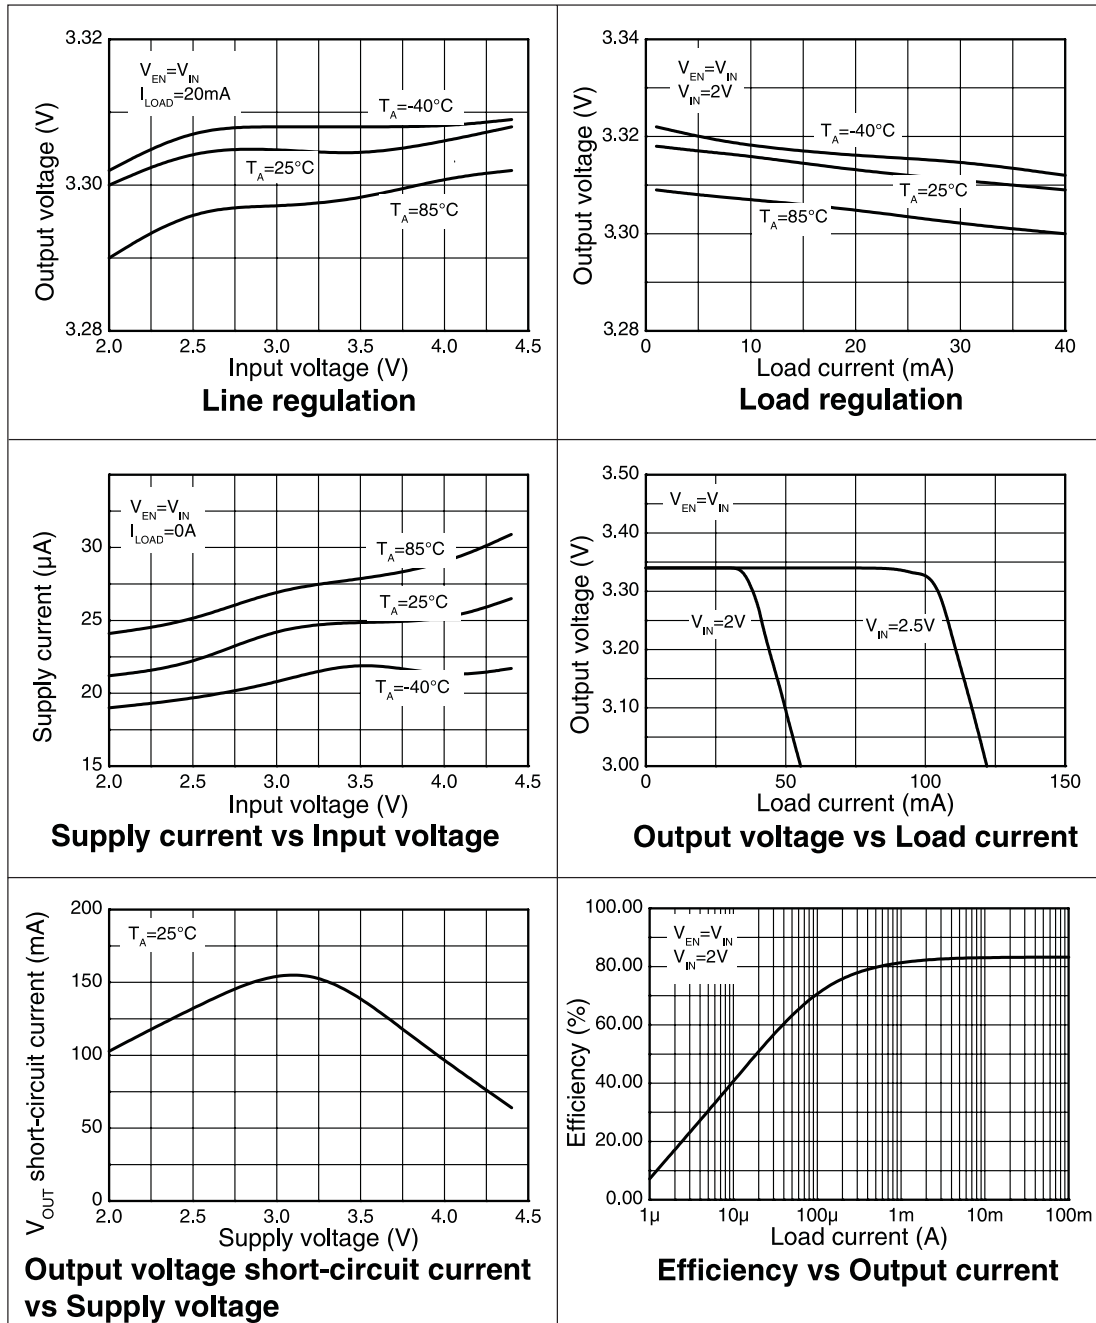 3.32
3.30
3.28
Output voltage (V)
V_EN=V_IN
I_LOAD=20mA
T_A=-40°C
T_A=25°C
T_A=85°C
2.0 2.5 3.0 3.5 4.0 4.5
Input voltage (V)
Line regulation
3.34
3.32
3.30
3.28
Output voltage (V)
V_EN=V_IN
V_IN=2V
T_A=-40°C
T_A=25°C
T_A=85°C
0 10 20 30 40
Load current (mA)
Load regulation
30
25
20
15
Supply current (µA)
V_EN=V_IN
I_LOAD=0A
T_A=85°C
T_A=25°C
T_A=-40°C
2.0 2.5 3.0 3.5 4.0 4.5
Input voltage (V)
Supply current vs Input voltage
3.50
3.40
3.30
3.20
3.10
3.00
Output voltage (V)
V_EN=V_IN
V_IN=2V
V_IN=2.5V
0 50 100 150
Load current (mA)
Output voltage vs Load current
200
150
100
50
0
V_OUT short-circuit current (mA)
T_A=25°C
2.0 2.5 3.0 3.5 4.0 4.5
Supply voltage (V)
Output voltage short-circuit current
vs Supply voltage
100.00
80.00
60.00
40.00
20.00
0.00
Efficiency (%)
V_EN=V_IN
V_IN=2V
1µ 10µ 100µ 1m 10m 100m
Load current (A)
Efficiency vs Output current